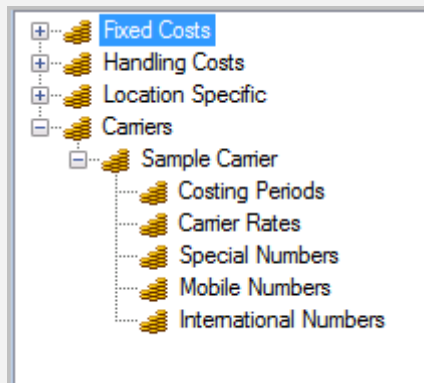 Fixed Costs
Handling Costs
Location Specific
Carriers
Sample Carrier
Costing Periods
Carrier Rates
Special Numbers
Mobile Numbers
International Numbers